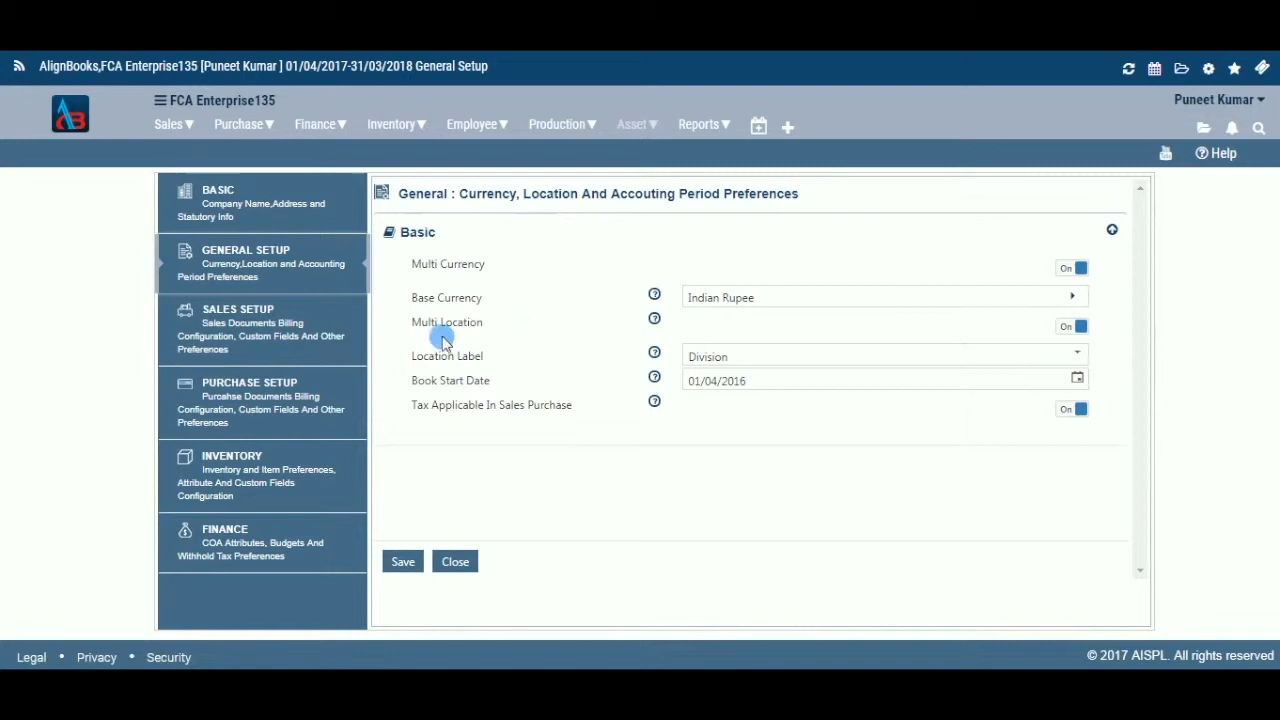 AlignBooks,FCA Enterprise135 [Puneet Kumar ] 01/04/2017-31/03/2018 General Setup
FCA Enterprise135
Puneet Kumar
Sales Purchase Finance Inventory Employee Production Asset Reports
Help
BASIC
Company Name,Address and
Statutory Info
GENERAL SETUP
Currency,Location and Accounting
Period Preferences
SALES SETUP
Sales Documents Billing
Configuration, Custom Fields And Other
Preferences
PURCHASE SETUP
Purcahse Documents Billing
Configuration, Custom Fields And Other
Preferences
INVENTORY
Inventory and Item Preferences,
Attribute And Custom Fields
Configuration
FINANCE
COA Attributes, Budgets And
Withhold Tax Preferences
General : Currency, Location And Accouting Period Preferences
Basic
Multi Currency On
Base Currency Indian Rupee
Multi Location On
Location Label Division
Book Start Date 01/04/2016
Tax Applicable In Sales Purchase On
Save Close
Legal • Privacy • Security
© 2017 AISPL. All rights reserved